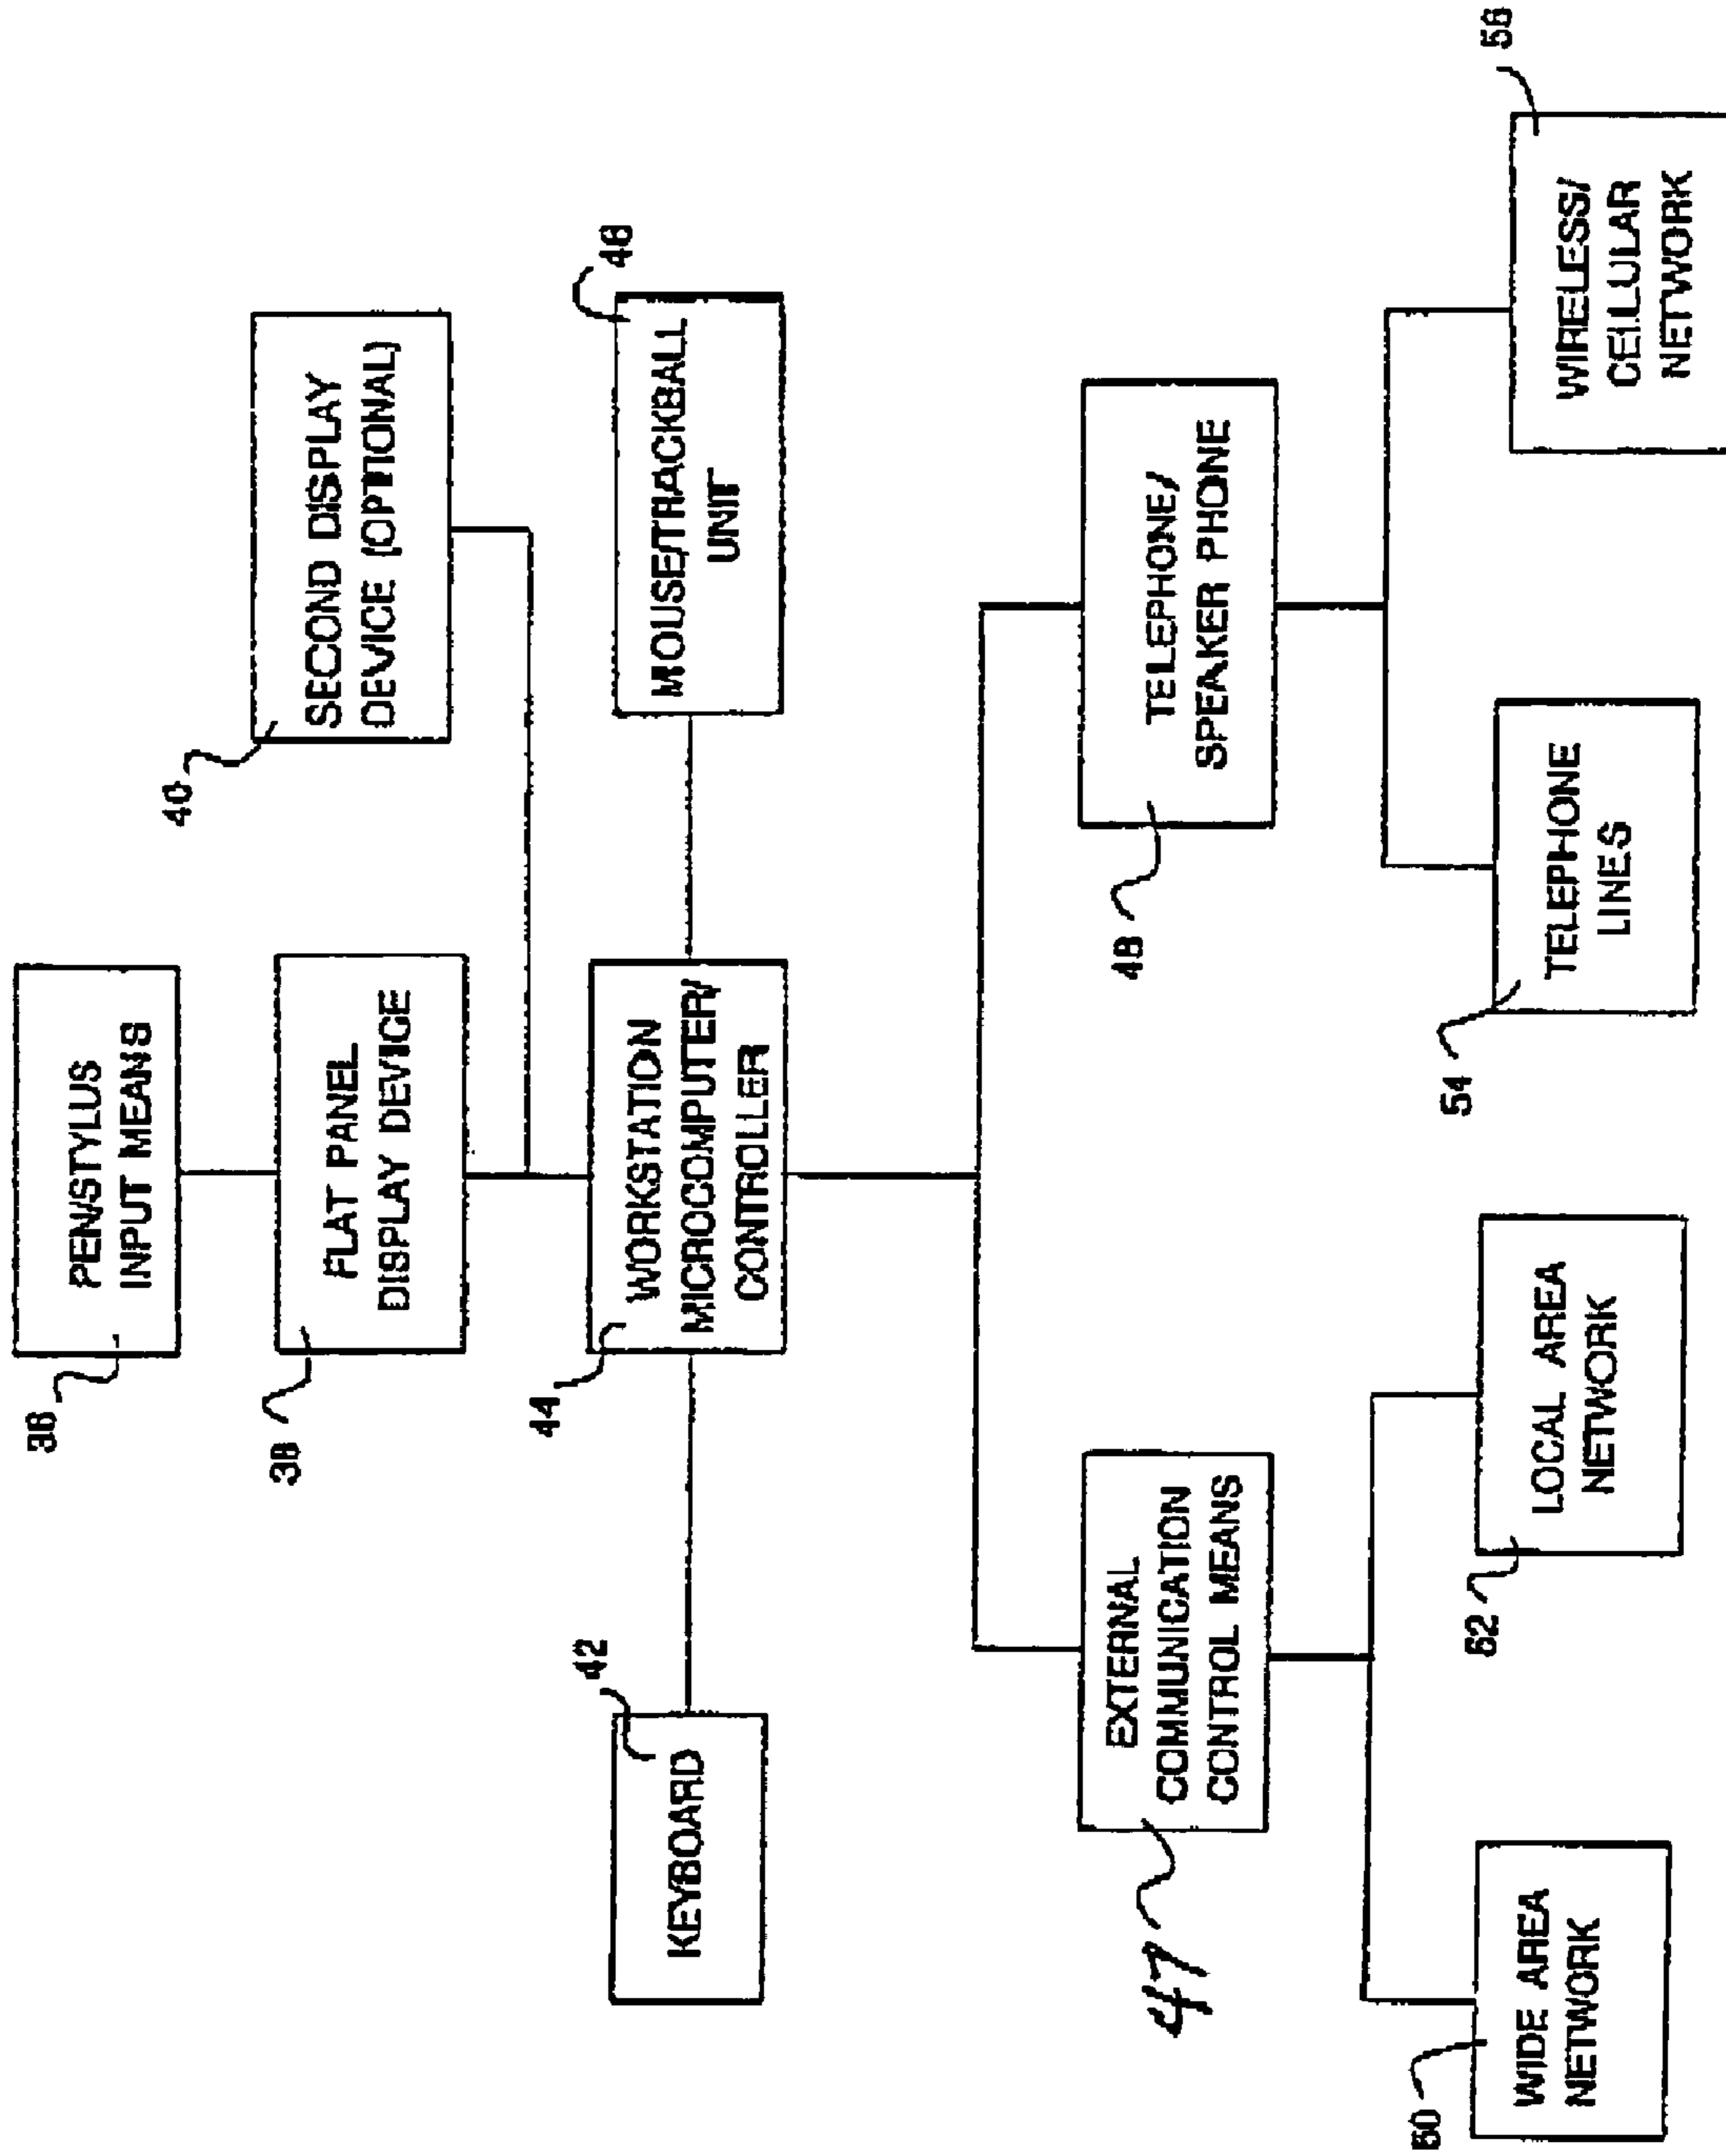 36
PEN/STYLUS
INPUT MEANS
38
FLAT PANEL
DISPLAY DEVICE
40
SECOND DISPLAY
DEVICE (OPTIONAL)
42
KEYBOARD
44
WORKSTATION
MICROCOMPUTER/
CONTROLLER
46
MOUSE/TRACKBALL
UNIT
47
EXTERNAL
COMMUNICATION
CONTROL MEANS
48
TELEPHONE/
SPEAKER PHONE
50
WIDE AREA
NETWORK
52
LOCAL AREA
NETWORK
54
TELEPHONE
LINES
56
WIRELESS/
CELLULAR
NETWORK